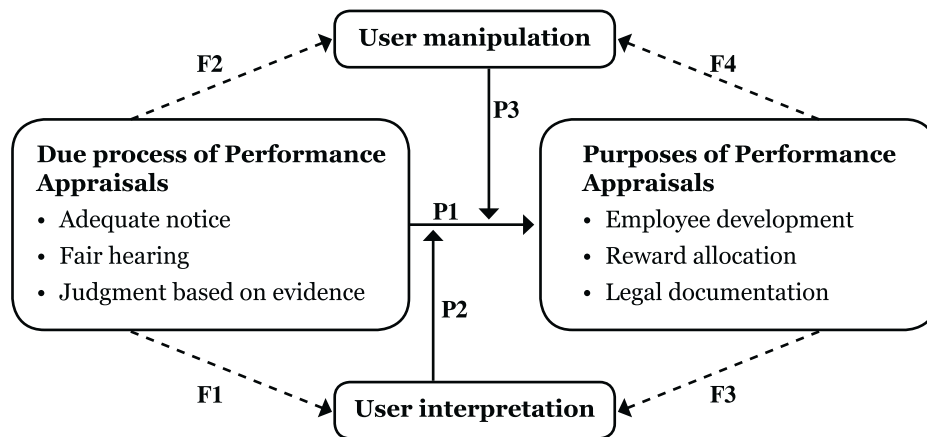 User manipulation
F2
F4
P3
Due process of Performance
Appraisals
• Adequate notice
• Fair hearing
• Judgment based on evidence
P1
Purposes of Performance
Appraisals
• Employee development
• Reward allocation
• Legal documentation
P2
F1
F3
User interpretation